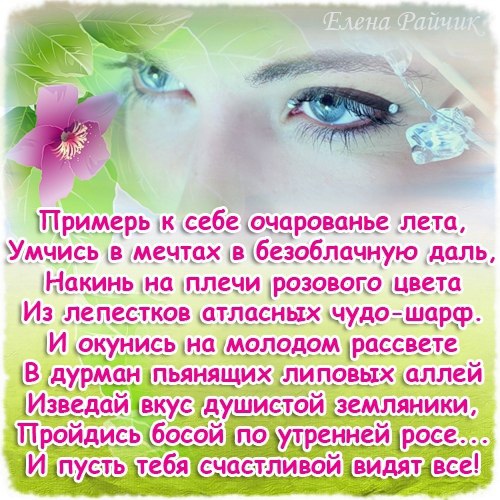 Елена Райчик
Примерь к себе очарованье лета,
Умчись в мечтах в безоблачную даль,
Накинь на плечи розового цвета
Из лепестков атласных чудо-шарф.
И окунись на молодом рассвете
В дурман пьянящих липовых аллей
Изведай вкус душистой земляники,
Пройдись босой по утренней росе...
И пусть тебя счастливой видят все!